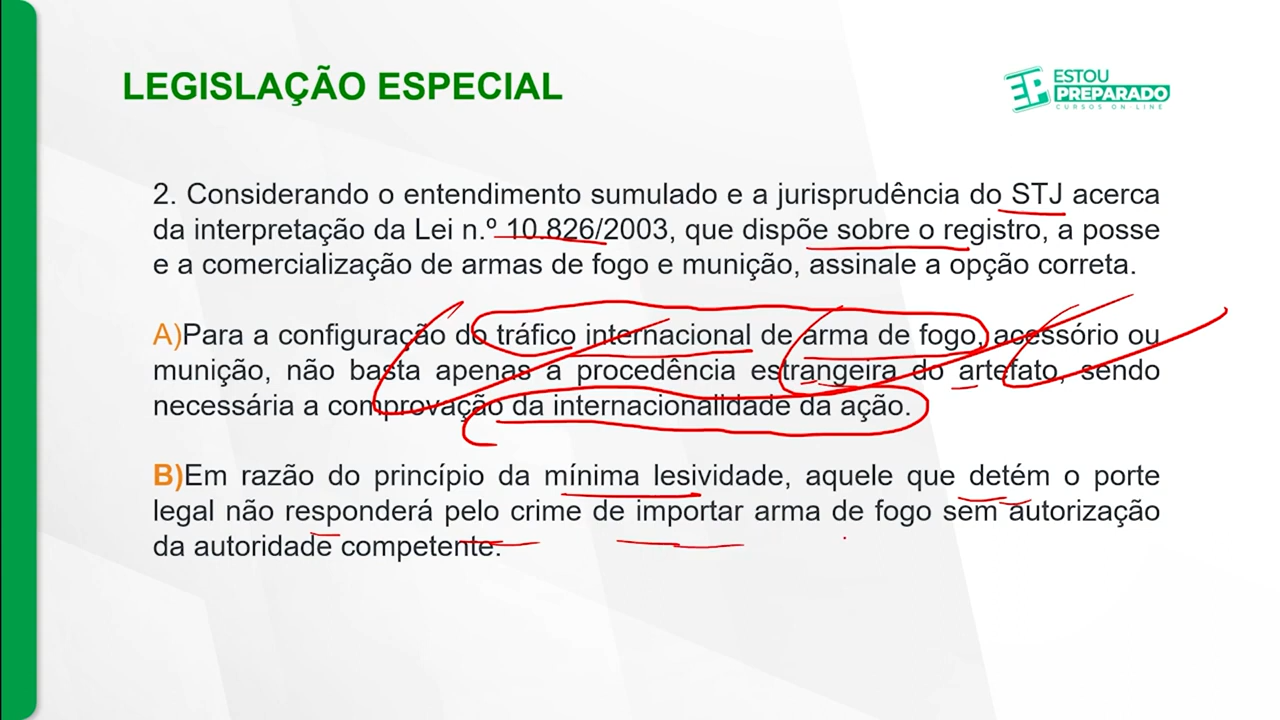 LEGISLAÇÃO ESPECIAL
ESTOU
PREPARADO
CURSOS ON-LINE
2. Considerando o entendimento sumulado e a jurisprudência do STJ acerca
da interpretação da Lei n.º 10.826/2003, que dispõe sobre o registro, a posse
e a comercialização de armas de fogo e munição, assinale a opção correta.
A)Para a configuração do tráfico internacional de arma de fogo, acessório ou
munição, não basta apenas a procedência estrangeira do artefato, sendo
necessária a comprovação da internacionalidade da ação.
B)Em razão do princípio da mínima lesividade, aquele que detém o porte
legal não responderá pelo crime de importar arma de fogo sem autorização
da autoridade competente.